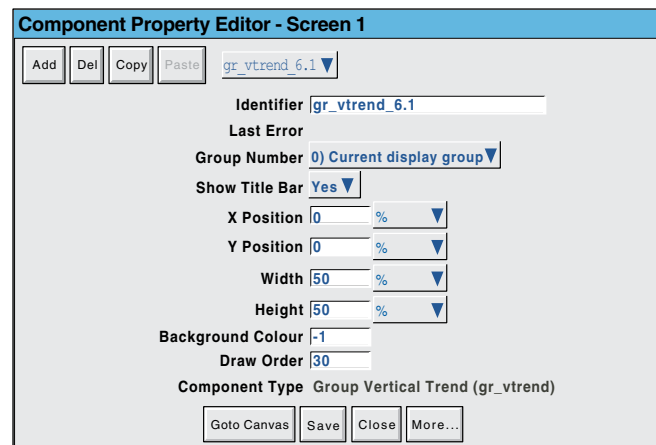 Component Property Editor - Screen 1
Add Del Copy Paste gr_vtrend_6.1
Identifier gr_vtrend_6.1
Last Error
Group Number 0) Current display group
Show Title Bar Yes
X Position 0 %
Y Position 0 %
Width 50 %
Height 50 %
Background Colour -1
Draw Order 30
Component Type Group Vertical Trend (gr_vtrend)
Goto Canvas Save Close More...